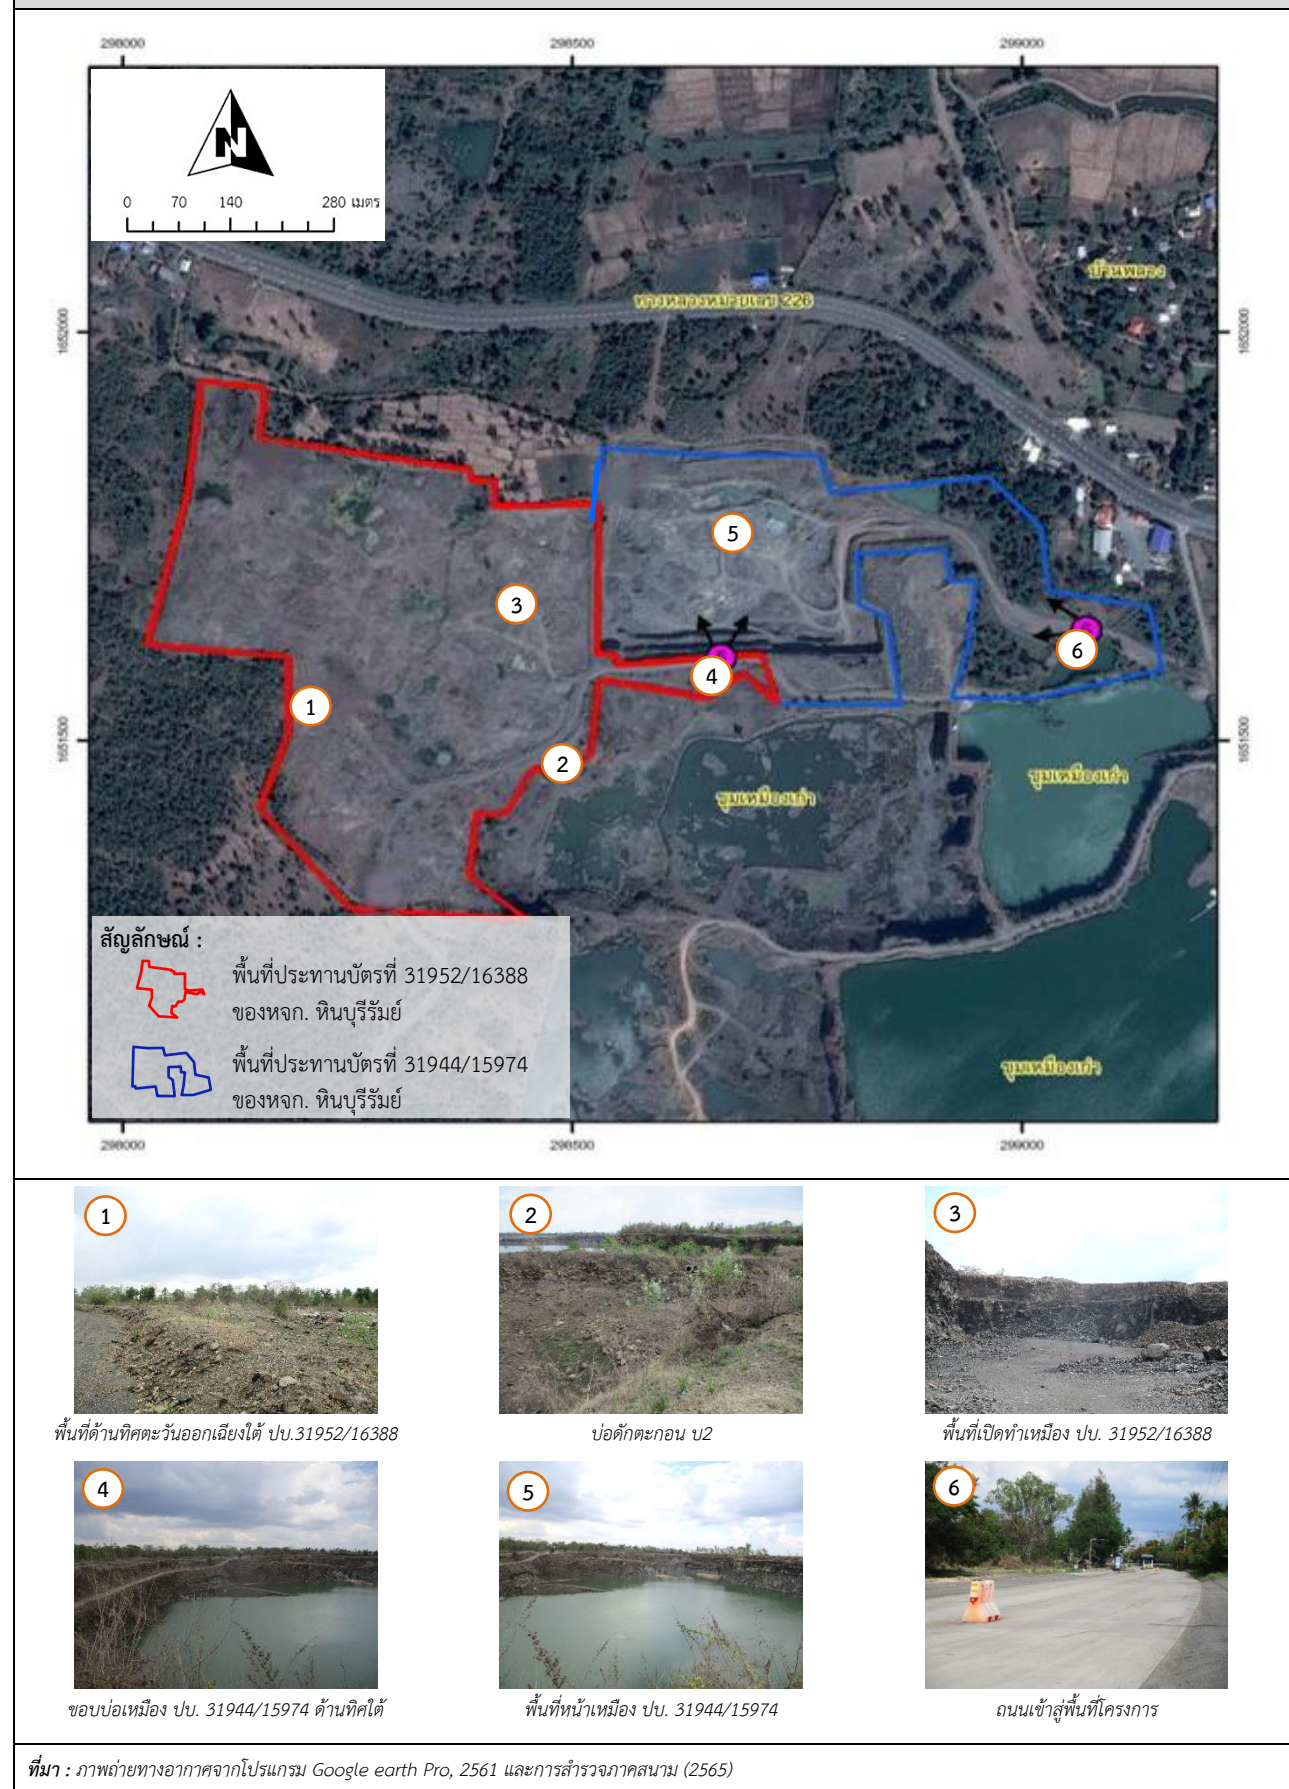 298000
298500
299000
N
0
70
140
280 เมตร
บ้านพลวง
ทางหลวงหมายเลข 226
1652000
1652000
5
3
6
4
1
2
1651500
1651500
ขุมเหมืองเก่า
ขุมเหมืองเก่า
ขุมเหมืองเก่า
สัญลักษณ์ :
พื้นที่ประทานบัตรที่ 31952/16388
ของหจก. หินบุรีรัมย์
พื้นที่ประทานบัตรที่ 31944/15974
ของหจก. หินบุรีรัมย์
298000
298500
299000
1
2
3
พื้นที่ด้านทิศตะวันออกเฉียงใต้ ปบ.31952/16388
บ่อดักตะกอน บ2
พื้นที่เปิดทำเหมือง ปบ. 31952/16388
4
5
6
ขอบบ่อเหมือง ปบ. 31944/15974 ด้านทิศใต้
พื้นที่หน้าเหมือง ปบ. 31944/15974
ถนนเข้าสู่พื้นที่โครงการ
ที่มา : ภาพถ่ายทางอากาศจากโปรแกรม Google earth Pro, 2561 และการสำรวจภาคสนาม (2565)